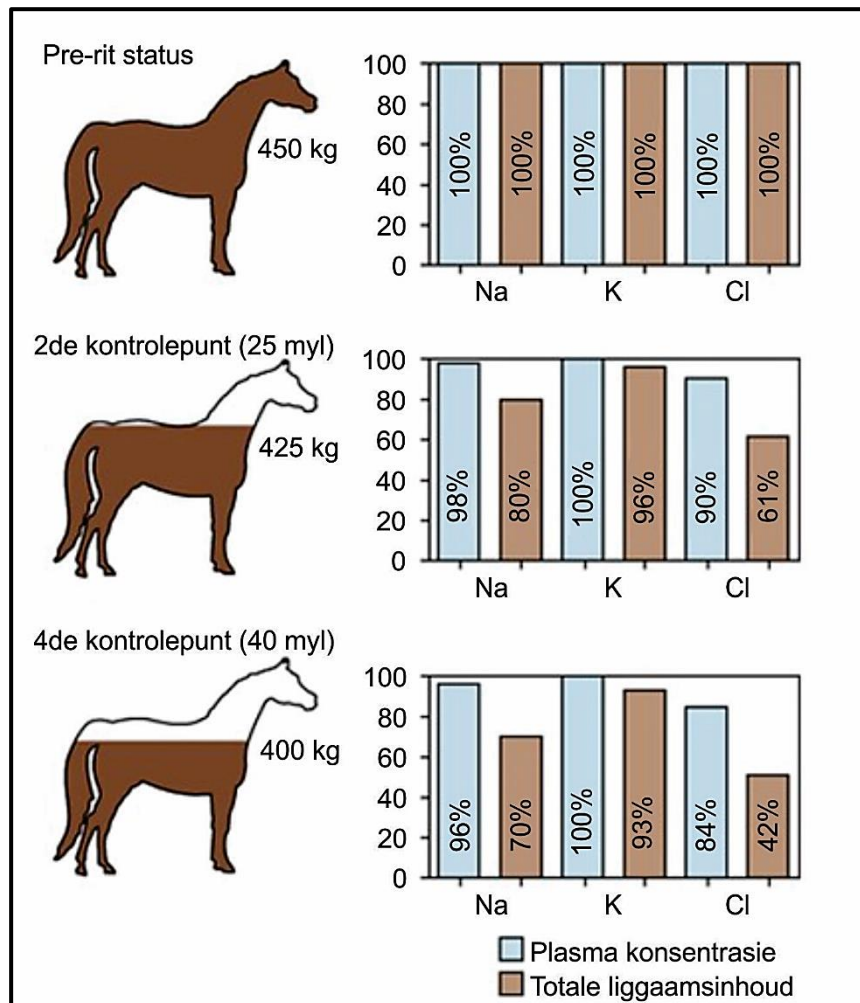 Pre-rit status
450 kg
100
80
60
40
20
0
100%
100%
100%
100%
100%
100%
Na
K
Cl
2de kontrolepunt (25 myl)
425 kg
100
80
60
40
20
0
98%
80%
100%
96%
90%
61%
Na
K
Cl
4de kontrolepunt (40 myl)
400 kg
100
80
60
40
20
0
96%
70%
100%
93%
84%
42%
Na
K
Cl
Plasma konsentrasie
Totale liggaamsinhoud